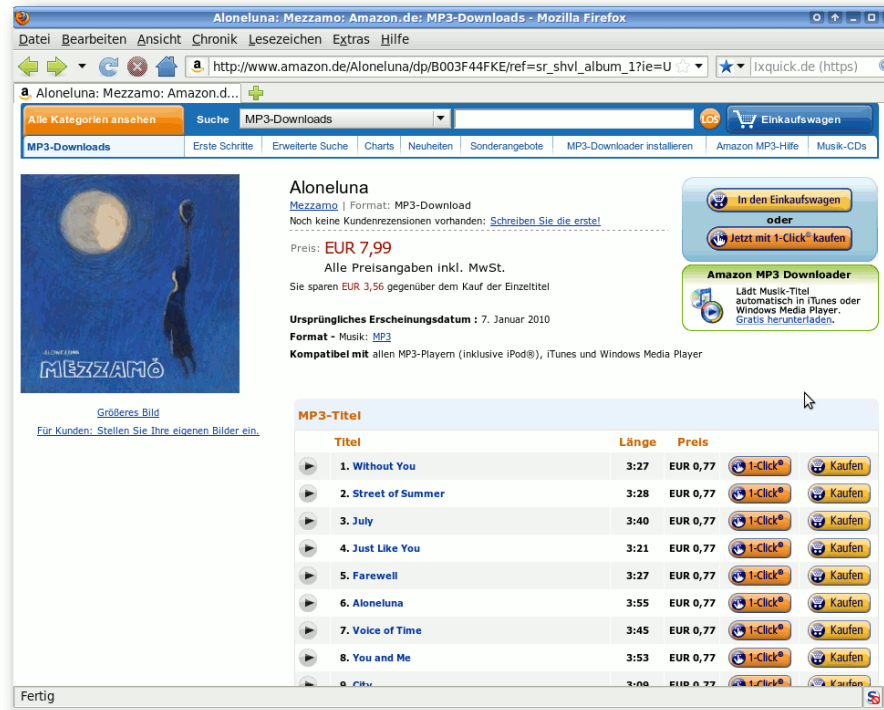 Aloneluna: Mezzamo: Amazon.de: MP3-Downloads - Mozilla Firefox
Datei Bearbeiten Ansicht Chronik Lesezeichen Extras Hilfe
http://www.amazon.de/Aloneluna/dp/B003F44FKE/ref=sr_shvl_album_1?ie=U Ixquick.de (https)
Aloneluna: Mezzamo: Amazon.d...
Alle Kategorien ansehen Suche MP3-Downloads LOS Einkaufswagen
MP3-Downloads Erste Schritte Erweiterte Suche Charts Neuheiten Sonderangebote MP3-Downloader installieren Amazon MP3-Hilfe Musik-CDs
Aloneluna
Mezzamo | Format: MP3-Download
Noch keine Kundenrezensionen vorhanden: Schreiben Sie die erste!
Preis: EUR 7,99
Alle Preisangaben inkl. MwSt.
Sie sparen EUR 3,56 gegenüber dem Kauf der Einzeltitel
Ursprüngliches Erscheinungsdatum : 7. Januar 2010
Format - Musik: MP3
Kompatibel mit allen MP3-Playern (inklusive iPod®), iTunes und Windows Media Player
In den Einkaufswagen
oder
Jetzt mit 1-Click® kaufen
Amazon MP3 Downloader
Lädt Musik-Titel
automatisch in iTunes oder
Windows Media Player.
Gratis herunterladen.
ALONELUNA
MEZZAMŎ
Größeres Bild
Für Kunden: Stellen Sie Ihre eigenen Bilder ein.
MP3-Titel
Titel Länge Preis
1. Without You 3:27 EUR 0,77 1-Click® Kaufen
2. Street of Summer 3:28 EUR 0,77 1-Click® Kaufen
3. July 3:40 EUR 0,77 1-Click® Kaufen
4. Just Like You 3:21 EUR 0,77 1-Click® Kaufen
5. Farewell 3:27 EUR 0,77 1-Click® Kaufen
6. Aloneluna 3:55 EUR 0,77 1-Click® Kaufen
7. Voice of Time 3:45 EUR 0,77 1-Click® Kaufen
8. You and Me 3:53 EUR 0,77 1-Click® Kaufen
9. City 3:09 EUR 0,77 1-Click® Kaufen
Fertig